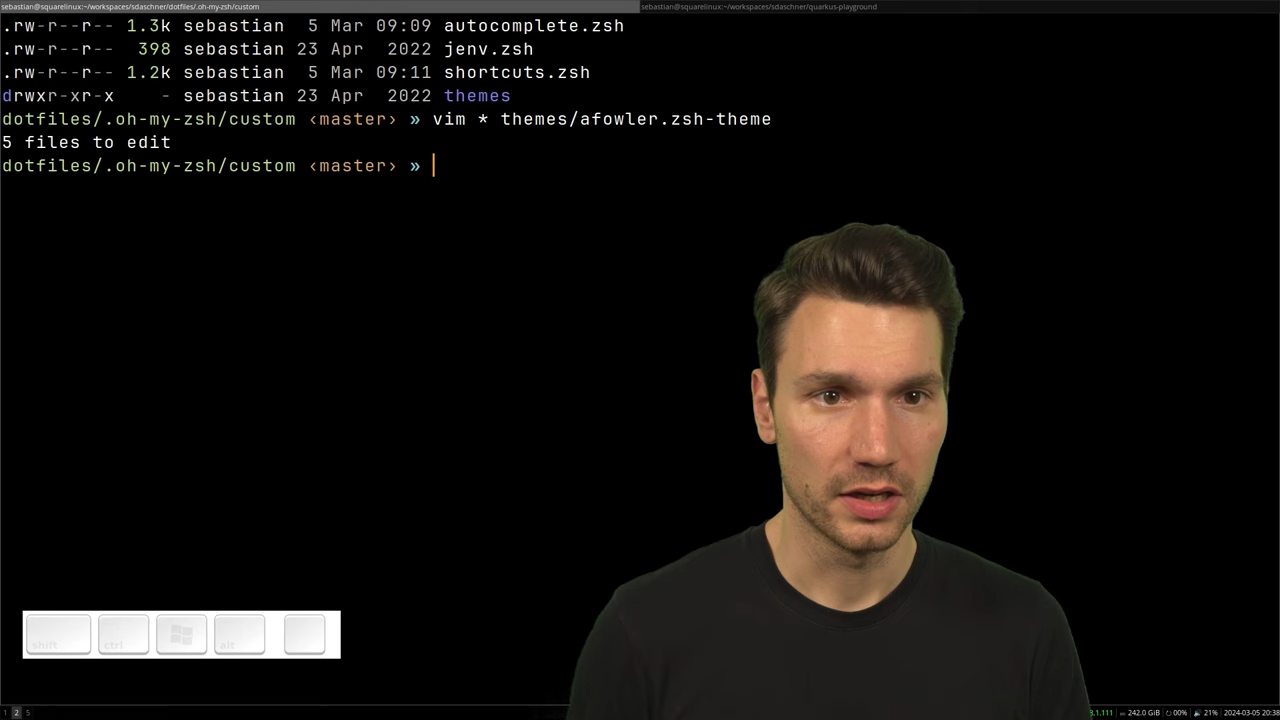 sebastian@squarelinux:~/workspaces/sdaschner/dotfiles/.oh-my-zsh/custom
sebastian@squarelinux:~/workspaces/sdaschner/quarkus-playground
.rw-r--r-- 1.3k sebastian  5 Mar 09:09 autocomplete.zsh
.rw-r--r--  398 sebastian 23 Apr  2022 jenv.zsh
.rw-r--r-- 1.2k sebastian  5 Mar 09:11 shortcuts.zsh
drwxr-xr-x    - sebastian 23 Apr  2022 themes
dotfiles/.oh-my-zsh/custom ‹master› » vim * themes/afowler.zsh-theme
5 files to edit
dotfiles/.oh-my-zsh/custom ‹master› »
shift ctrl alt
1 2 5
242.0 GiB 00% 21% 2024-03-05 20:38